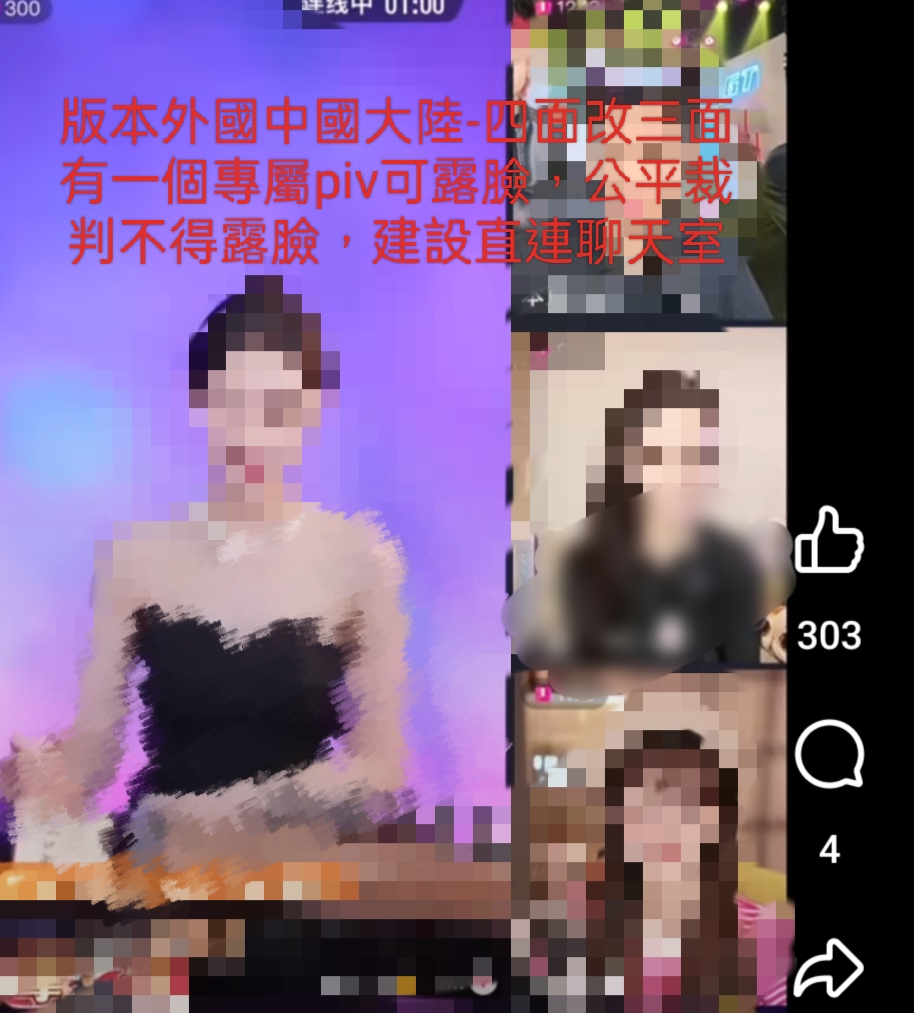 300
连线中 01:00
版本外國中國大陸-四面改三面
有一個專屬piv可露臉，公平裁
判不得露臉，建設直連聊天室
GT
303
4